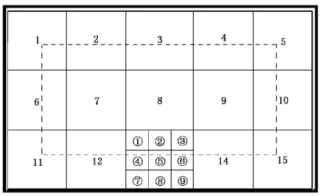 1 2 3 4 5
6 7 8 9 10
① ② ③
④ ⑤ ⑥
11 12 14 15
⑦ ⑧ ⑨